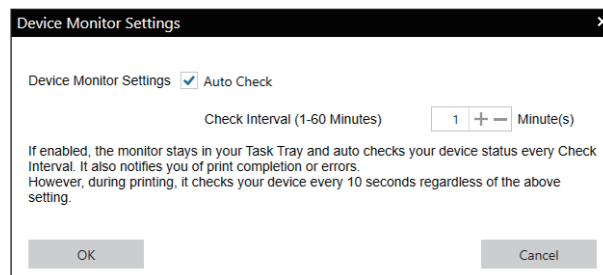 Device Monitor Settings
Device Monitor Settings Auto Check
Check Interval (1-60 Minutes) 1 Minute(s)
If enabled, the monitor stays in your Task Tray and auto checks your device status every Check
Interval. It also notifies you of print completion or errors.
However, during printing, it checks your device every 10 seconds regardless of the above
setting.
OK Cancel